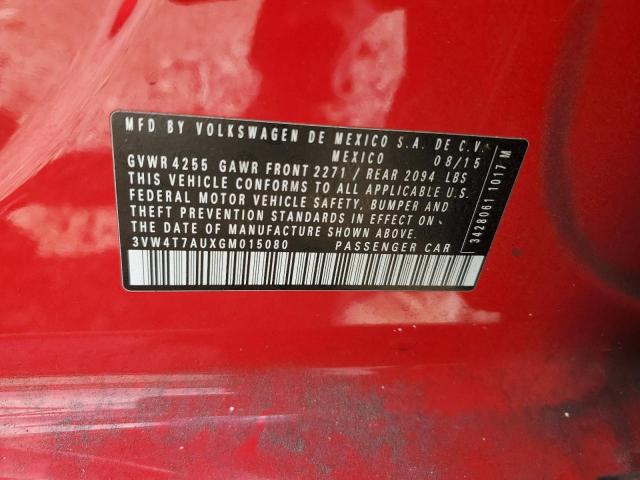 MFD BY VOLKSWAGEN DE MEXICO S.A. DE C.V.
MEXICO 08/15
GVWR 4255 GAWR FRONT 2271 / REAR 2094 LBS
THIS VEHICLE CONFORMS TO ALL APPLICABLE U.S.
FEDERAL MOTOR VEHICLE SAFETY, BUMPER AND
THEFT PREVENTION STANDARDS IN EFFECT ON
THE DATE OF MANUFACTURE SHOWN ABOVE
3VW4T7AUXGM015080 PASSENGER CAR
3428061 1017 M